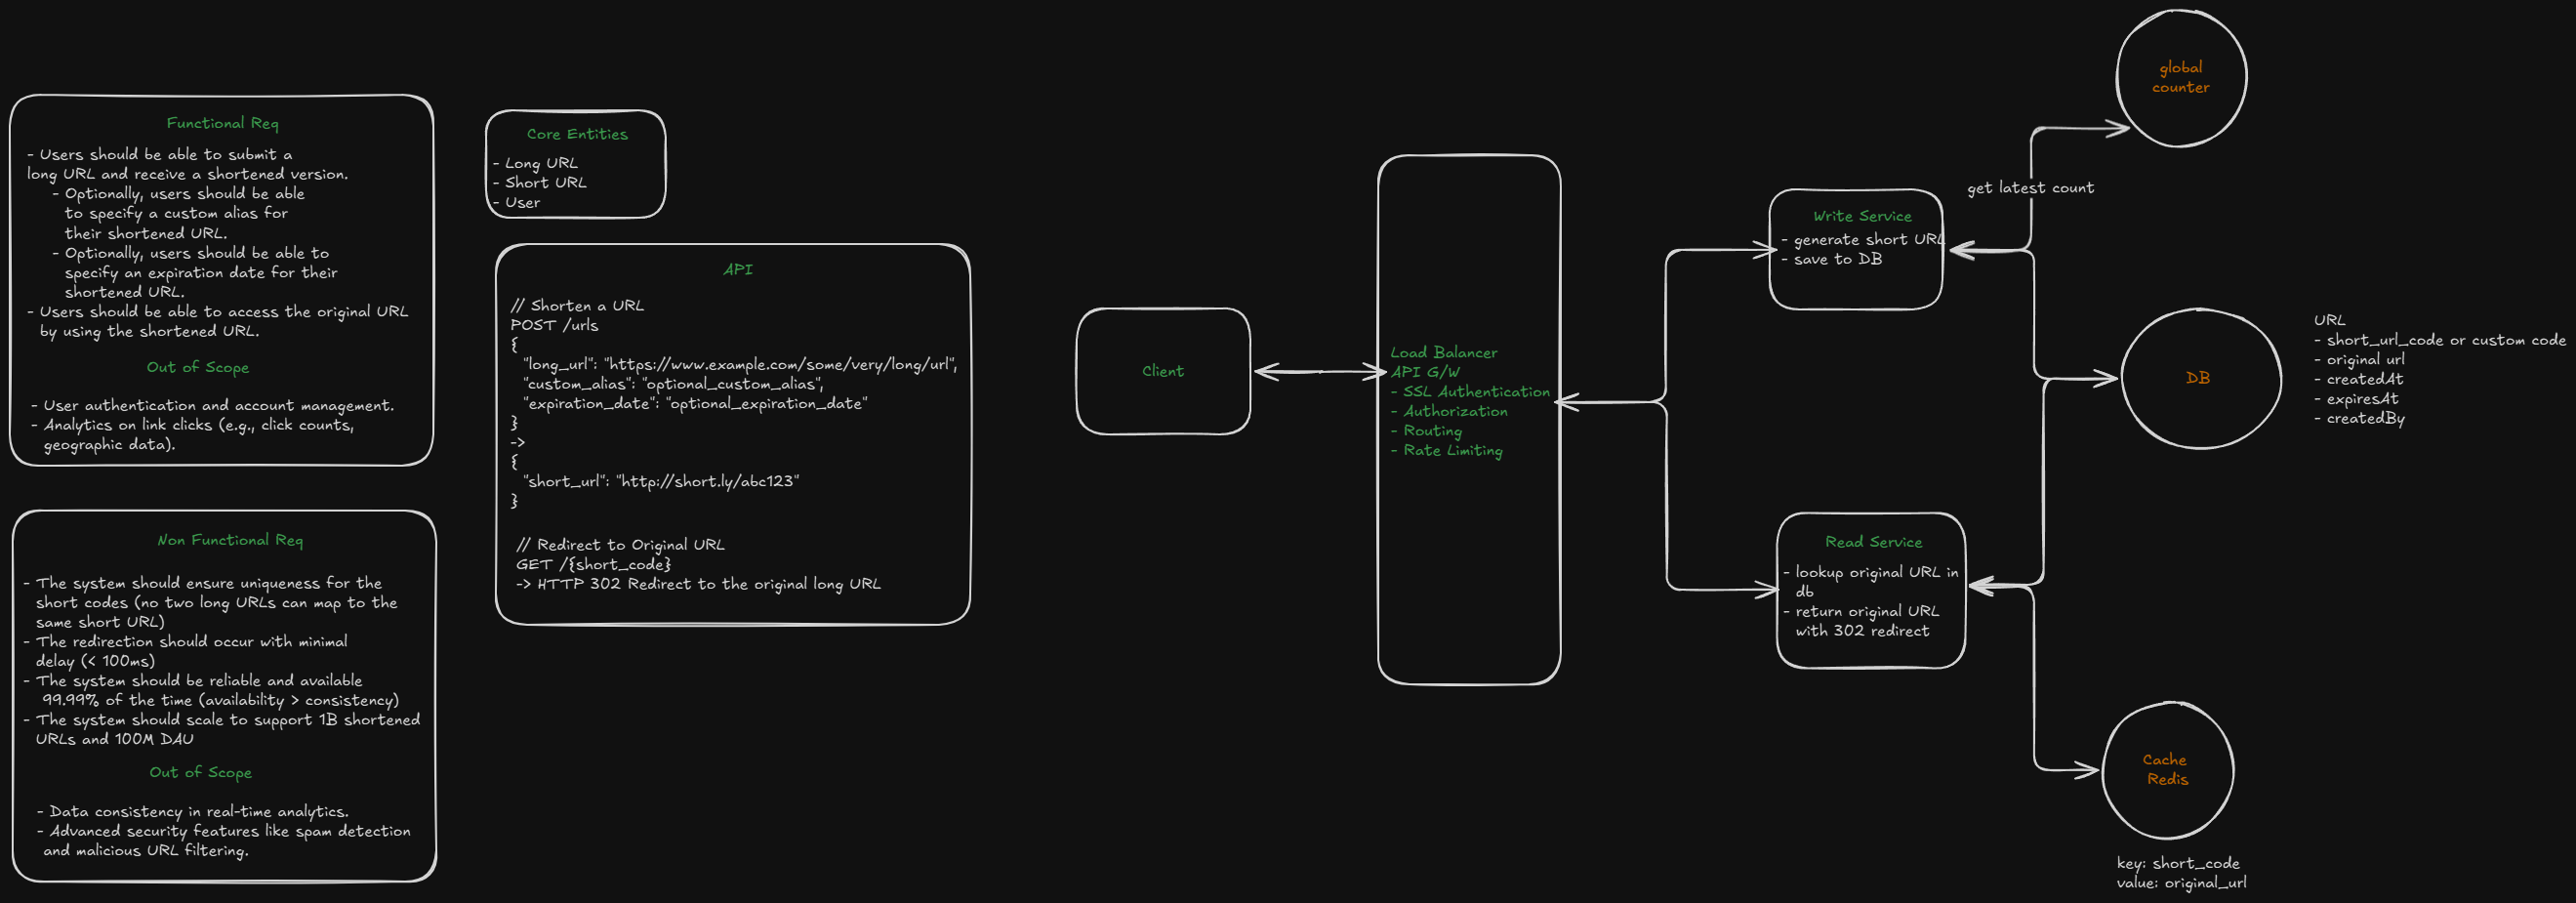 Functional Req
- Users should be able to submit a
long URL and receive a shortened version.
- Optionally, users should be able
to specify a custom alias for
their shortened URL.
- Optionally, users should be able to
specify an expiration date for their
shortened URL.
- Users should be able to access the original URL
by using the shortened URL.
Out of Scope
- User authentication and account management.
- Analytics on link clicks (e.g., click counts,
geographic data).
Non Functional Req
- The system should ensure uniqueness for the
short codes (no two long URLs can map to the
same short URL)
- The redirection should occur with minimal
delay (< 100ms)
- The system should be reliable and available
99.99% of the time (availability > consistency)
- The system should scale to support 1B shortened
URLs and 100M DAU
Out of Scope
- Data consistency in real-time analytics.
- Advanced security features like spam detection
and malicious URL filtering.
Core Entities
- Long URL
- Short URL
- User
API
// Shorten a URL
POST /urls
{
"long_url": "https://www.example.com/some/very/long/url",
"custom_alias": "optional_custom_alias",
"expiration_date": "optional_expiration_date"
}
->
{
"short_url": "http://short.ly/abc123"
}
// Redirect to Original URL
GET /{short_code}
-> HTTP 302 Redirect to the original long URL
Client
Load Balancer
API G/W
- SSL Authentication
- Authorization
- Routing
- Rate Limiting
Write Service
- generate short URL
- save to DB
Read Service
- lookup original URL in
db
- return original URL
with 302 redirect
get latest count
global
counter
DB
URL
- short_url_code or custom code
- original url
- createdAt
- expiresAt
- createdBy
Cache
Redis
key: short_code
value: original_url